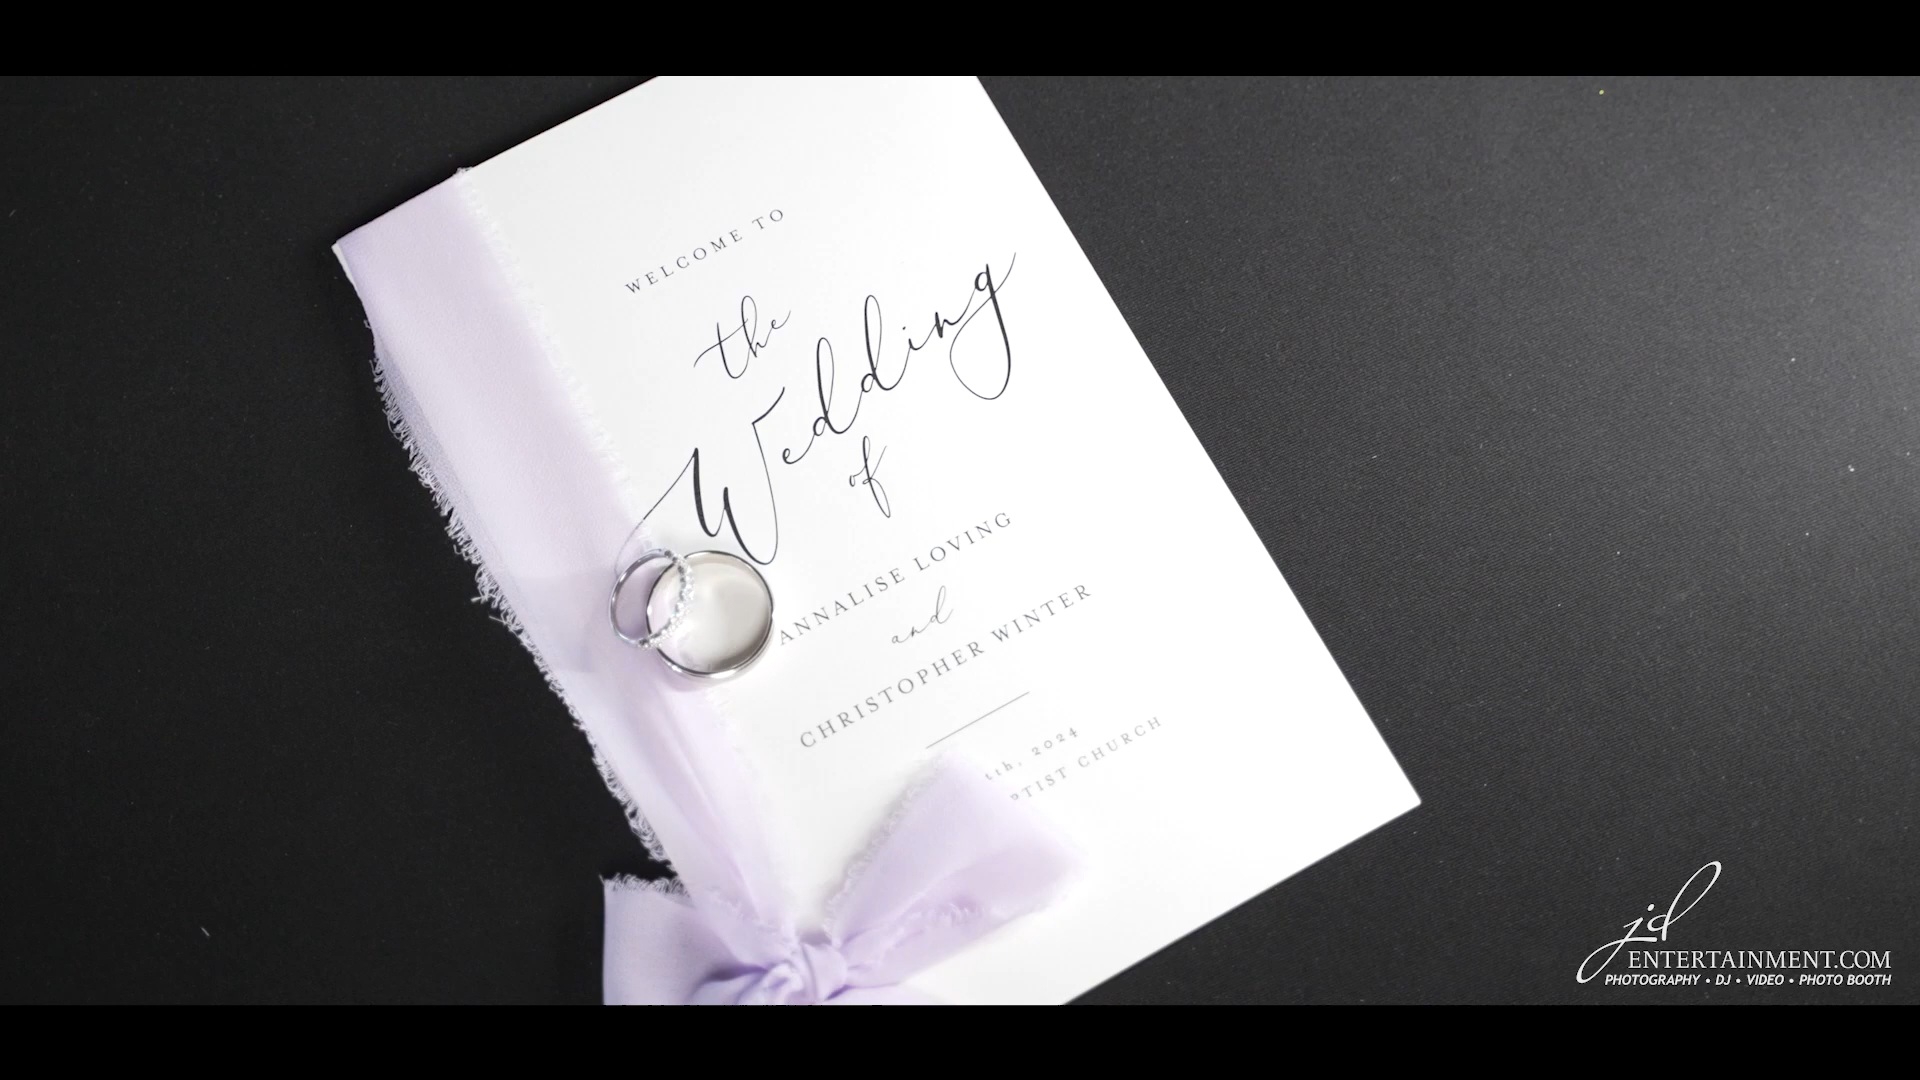 WELCOME TO
the
Wedding
of
ANNALISE LOVING
and
CHRISTOPHER WINTER
2024
CHURCH
jd
ENTERTAINMENT.COM
PHOTOGRAPHY • DJ • VIDEO • PHOTO BOOTH